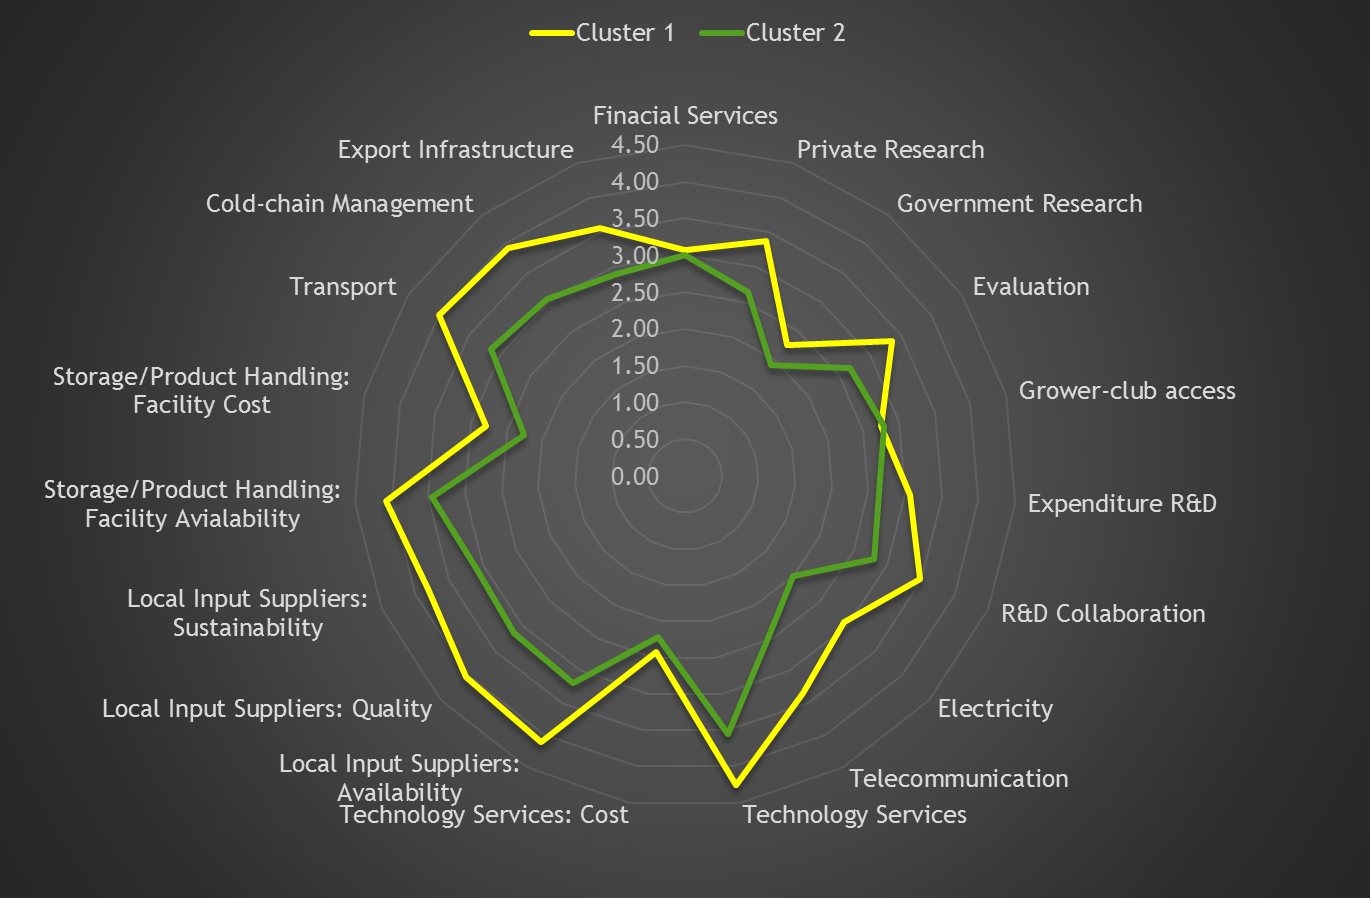 Cluster 1
Cluster 2
Finacial Services
Private Research
Government Research
Evaluation
Grower-club access
Expenditure R&D
R&D Collaboration
Electricity
Telecommunication
Technology Services
Technology Services: Cost
Local Input Suppliers:
Availability
Local Input Suppliers: Quality
Local Input Suppliers:
Sustainability
Storage/Product Handling:
Facility Avialability
Storage/Product Handling:
Facility Cost
Transport
Cold-chain Management
Export Infrastructure
4.50
4.00
3.50
3.00
2.50
2.00
1.50
1.00
0.50
0.00